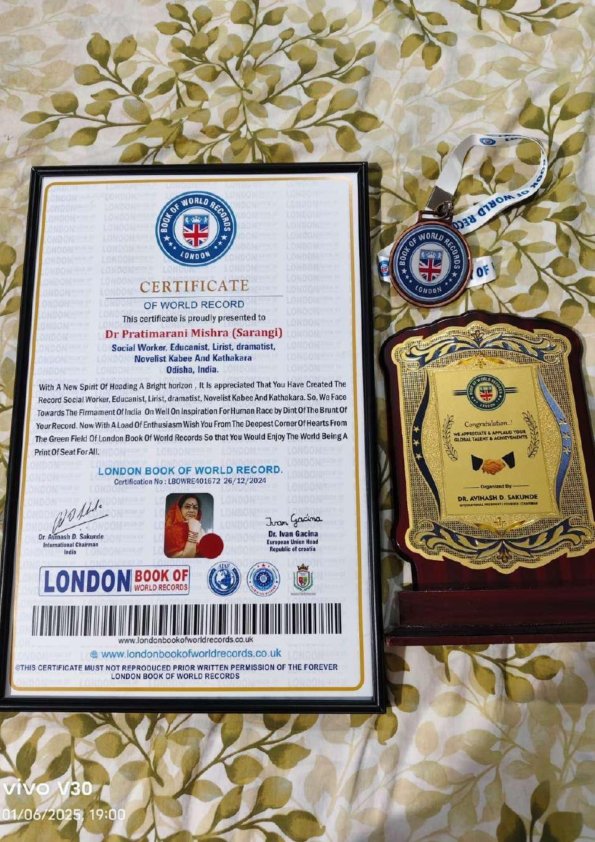 BOOK OF WORLD RECORDS
LONDON
CERTIFICATE
OF WORLD RECORD
This certificate is proudly presented to
Dr Pratimarani Mishra (Sarangi)
Social Worker, Educanist, Lirist, dramatist,
Novelist Kabee And Kathakara
Odisha, India.
With A New Spirit Of Heading A Bright horizon , It Is Appreciated That You Have Created The
Record Social Worker, Educanist, Lirist, dramatist, Novelist Kabee And Kathakara. So, We Face
Towards The Firmament Of India On Well On Inspiration For Human Race by Dint Of The Brunt Of
Your Record. Now With A Load Of Enthusiasm Wish You From The Deepest Corner Of Hearts From
The Green Field Of London Book Of World Records So that You Would Enjoy The World Being A
Print Of Seat For All.
LONDON BOOK OF WORLD RECORD.
Certification No : LBOWRE401672 26/12/2024
Dr. Avinash D. Sakunde
International Chairman
India
Ivan Gacina
Dr. Ivan Gacina
European Union Head
Republic of croatia
LONDON BOOK OF
WORLD RECORDS
www.londonbookofworldrecords.co.uk
www.londonbookofworldrecords.co.uk
©THIS CERTIFICATE MUST NOT REPRODUCED PRIOR WRITTEN PERMISSION OF THE FOREVER
LONDON BOOK OF WORLD RECORDS
BOOK OF WORLD RECO
OF
BOOK OF WORLD RECORDS
LONDON
Congratulation..!
WE APPRECIATE & APPLAUD YOUR
GLOBAL TALENT & ACHIEVEMENTS
Organized By
DR. AVINASH D. SAKUNDE
vivo V30
01/06/2025, 19:00